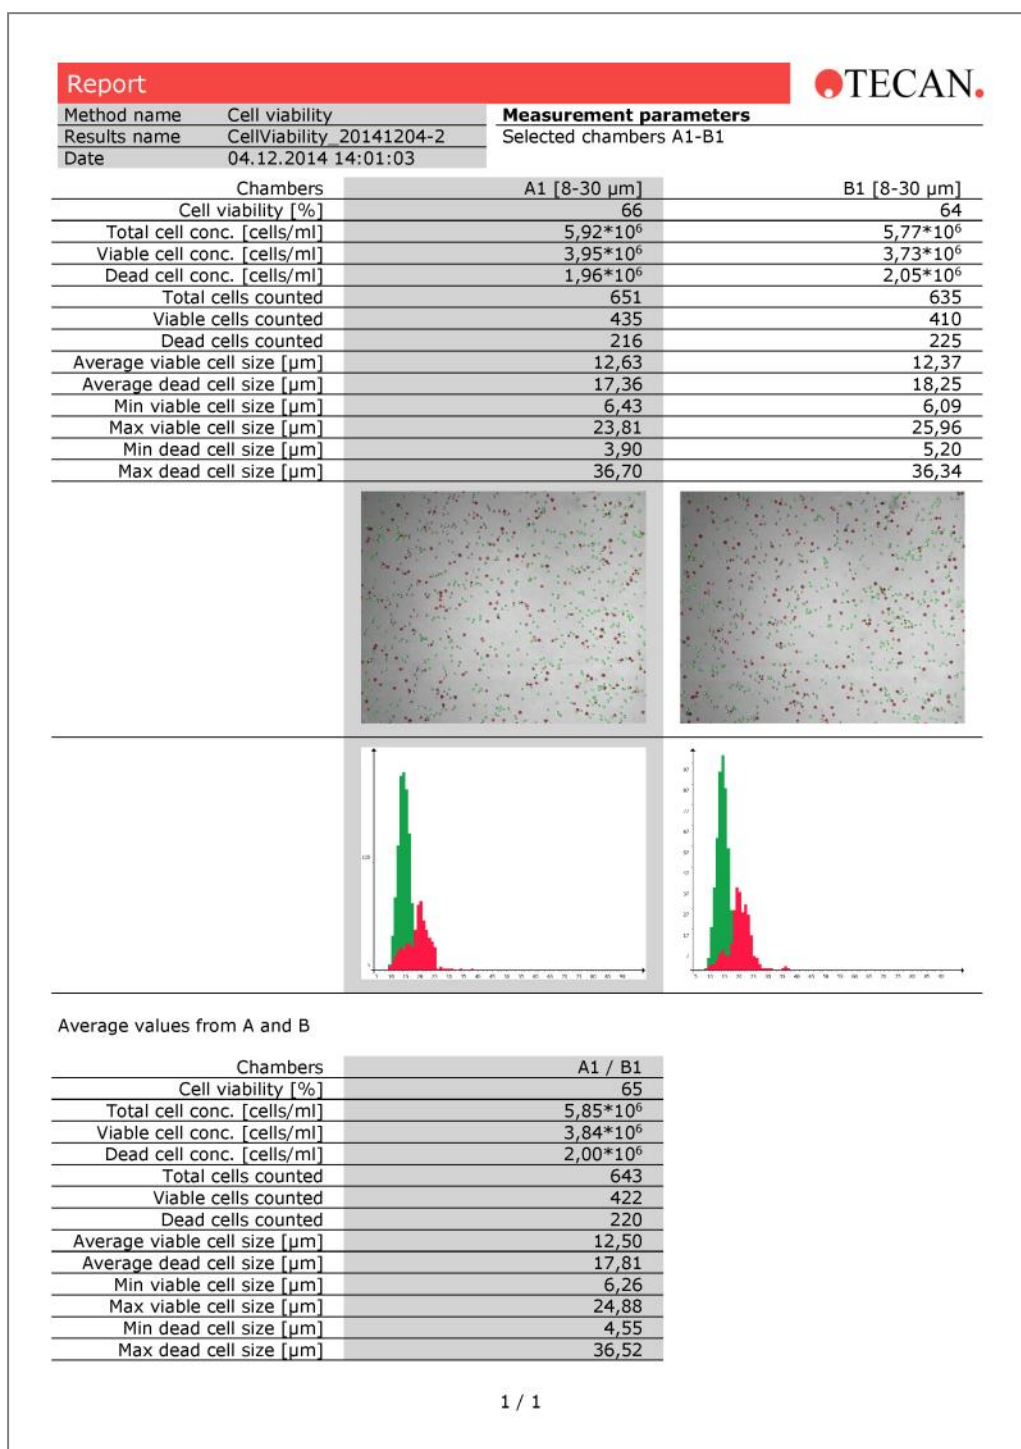 Report
TECAN.
Method name Cell viability
Results name CellViability_20141204-2
Date 04.12.2014 14:01:03
Measurement parameters
Selected chambers A1-B1
Chambers A1 [8-30 µm] B1 [8-30 µm]
Cell viability [%] 66 64
Total cell conc. [cells/ml] 5,92*10⁶ 5,77*10⁶
Viable cell conc. [cells/ml] 3,95*10⁶ 3,73*10⁶
Dead cell conc. [cells/ml] 1,96*10⁶ 2,05*10⁶
Total cells counted 651 635
Viable cells counted 435 410
Dead cells counted 216 225
Average viable cell size [µm] 12,63 12,37
Average dead cell size [µm] 17,36 18,25
Min viable cell size [µm] 6,43 6,09
Max viable cell size [µm] 23,81 25,96
Min dead cell size [µm] 3,90 5,20
Max dead cell size [µm] 36,70 36,34
Average values from A and B
Chambers A1 / B1
Cell viability [%] 65
Total cell conc. [cells/ml] 5,85*10⁶
Viable cell conc. [cells/ml] 3,84*10⁶
Dead cell conc. [cells/ml] 2,00*10⁶
Total cells counted 643
Viable cells counted 422
Dead cells counted 220
Average viable cell size [µm] 12,50
Average dead cell size [µm] 17,81
Min viable cell size [µm] 6,26
Max viable cell size [µm] 24,88
Min dead cell size [µm] 4,55
Max dead cell size [µm] 36,52
1 / 1